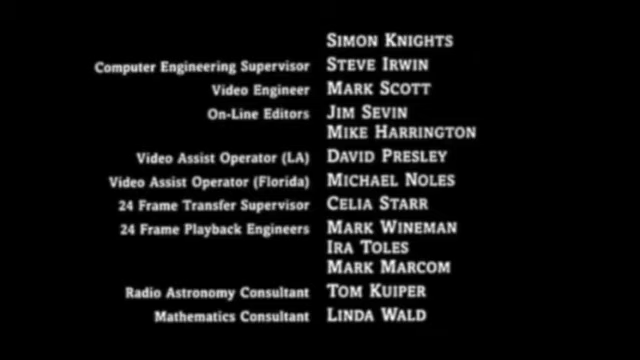 SIMON KNIGHTS
Computer Engineering Supervisor STEVE IRWIN
Video Engineer MARK SCOTT
On-Line Editors JIM SEVIN
MIKE HARRINGTON
Video Assist Operator (LA) DAVID PRESLEY
Video Assist Operator (Florida) MICHAEL NOLES
24 Frame Transfer Supervisor CELIA STARR
24 Frame Playback Engineers MARK WINEMAN
IRA TOLES
MARK MARCOM
Radio Astronomy Consultant TOM KUIPER
Mathematics Consultant LINDA WALD